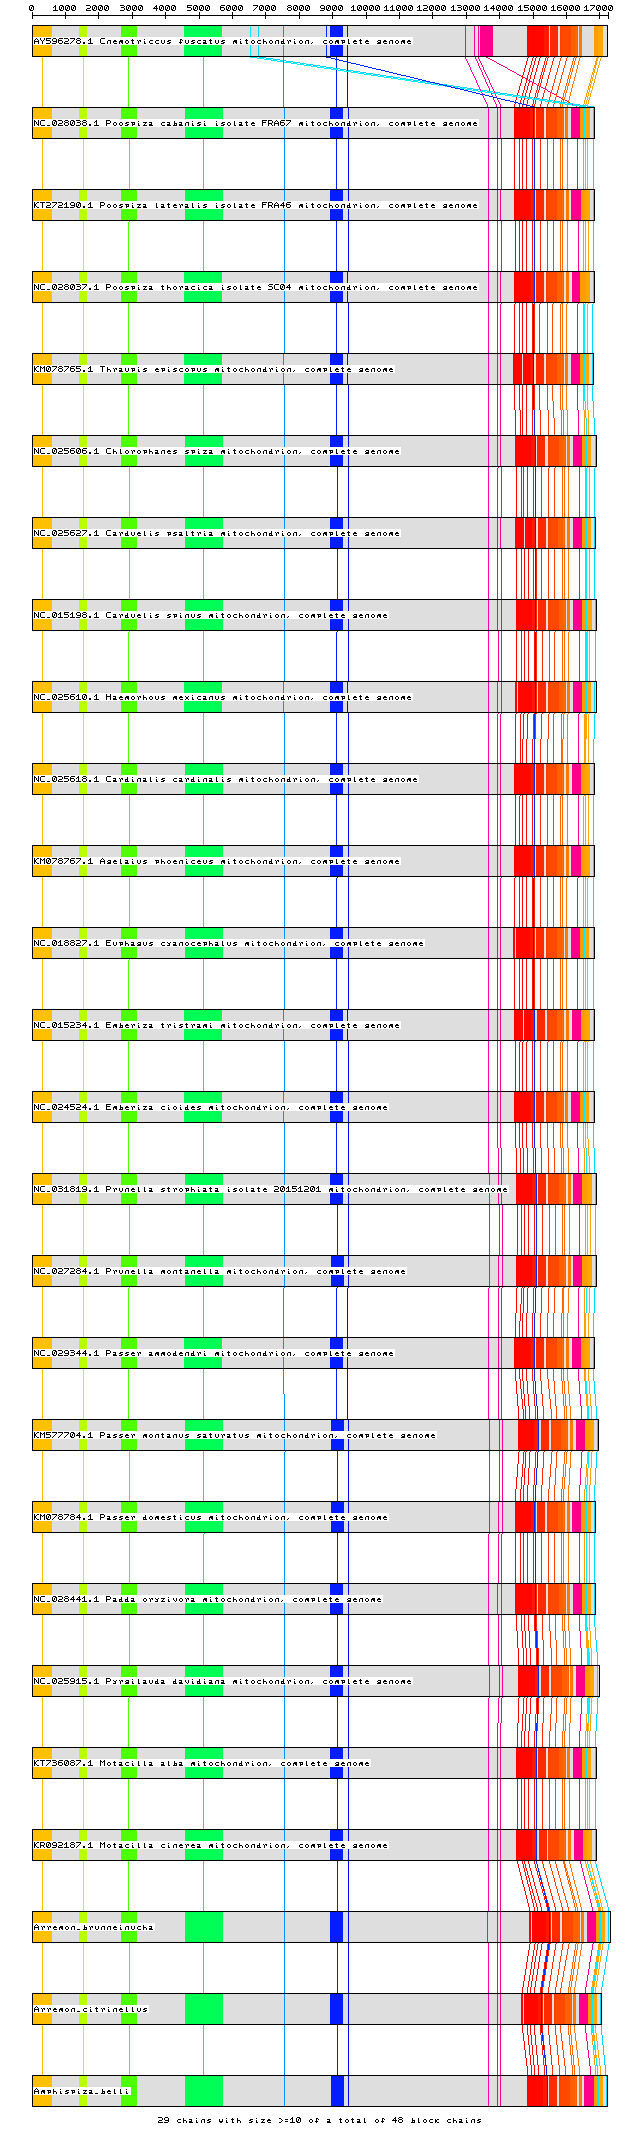 0 1000 2000 3000 4000 5000 6000 7000 8000 9000 10000 11000 12000 13000 14000 15000 16000 17000
AY596278.1 Cnemotriccus fuscatus mitochondrion, complete genome
NC_028038.1 Poospiza cabanisi isolate FRA67 mitochondrion, complete genome
KT272190.1 Poospiza lateralis isolate FRA46 mitochondrion, complete genome
NC_028037.1 Poospiza thoracica isolate SC04 mitochondrion, complete genome
KM078765.1 Thraupis episcopus mitochondrion, complete genome
NC_025606.1 Chlorophanes spiza mitochondrion, complete genome
NC_025627.1 Carduelis psaltria mitochondrion, complete genome
NC_015198.1 Carduelis spinus mitochondrion, complete genome
NC_025610.1 Haemorhous mexicanus mitochondrion, complete genome
NC_025618.1 Cardinalis cardinalis mitochondrion, complete genome
KM078767.1 Agelaius phoeniceus mitochondrion, complete genome
NC_018827.1 Euphagus cyanocephalus mitochondrion, complete genome
NC_015234.1 Emberiza tristrami mitochondrion, complete genome
NC_024524.1 Emberiza cioides mitochondrion, complete genome
NC_031819.1 Prunella strophiata isolate 20151201 mitochondrion, complete genome
NC_027284.1 Prunella montanella mitochondrion, complete genome
NC_029344.1 Passer ammodendri mitochondrion, complete genome
KM577704.1 Passer montanus saturatus mitochondrion, complete genome
KM078784.1 Passer domesticus mitochondrion, complete genome
NC_028441.1 Padda oryzivora mitochondrion, complete genome
NC_025915.1 Pyrgilauda davidiana mitochondrion, complete genome
KT736087.1 Motacilla alba mitochondrion, complete genome
KR092187.1 Motacilla cinerea mitochondrion, complete genome
Arremon_brunneinucha
Arremon_citrinellus
Amphispiza_belli
29 chains with size >=10 of a total of 48 block chains